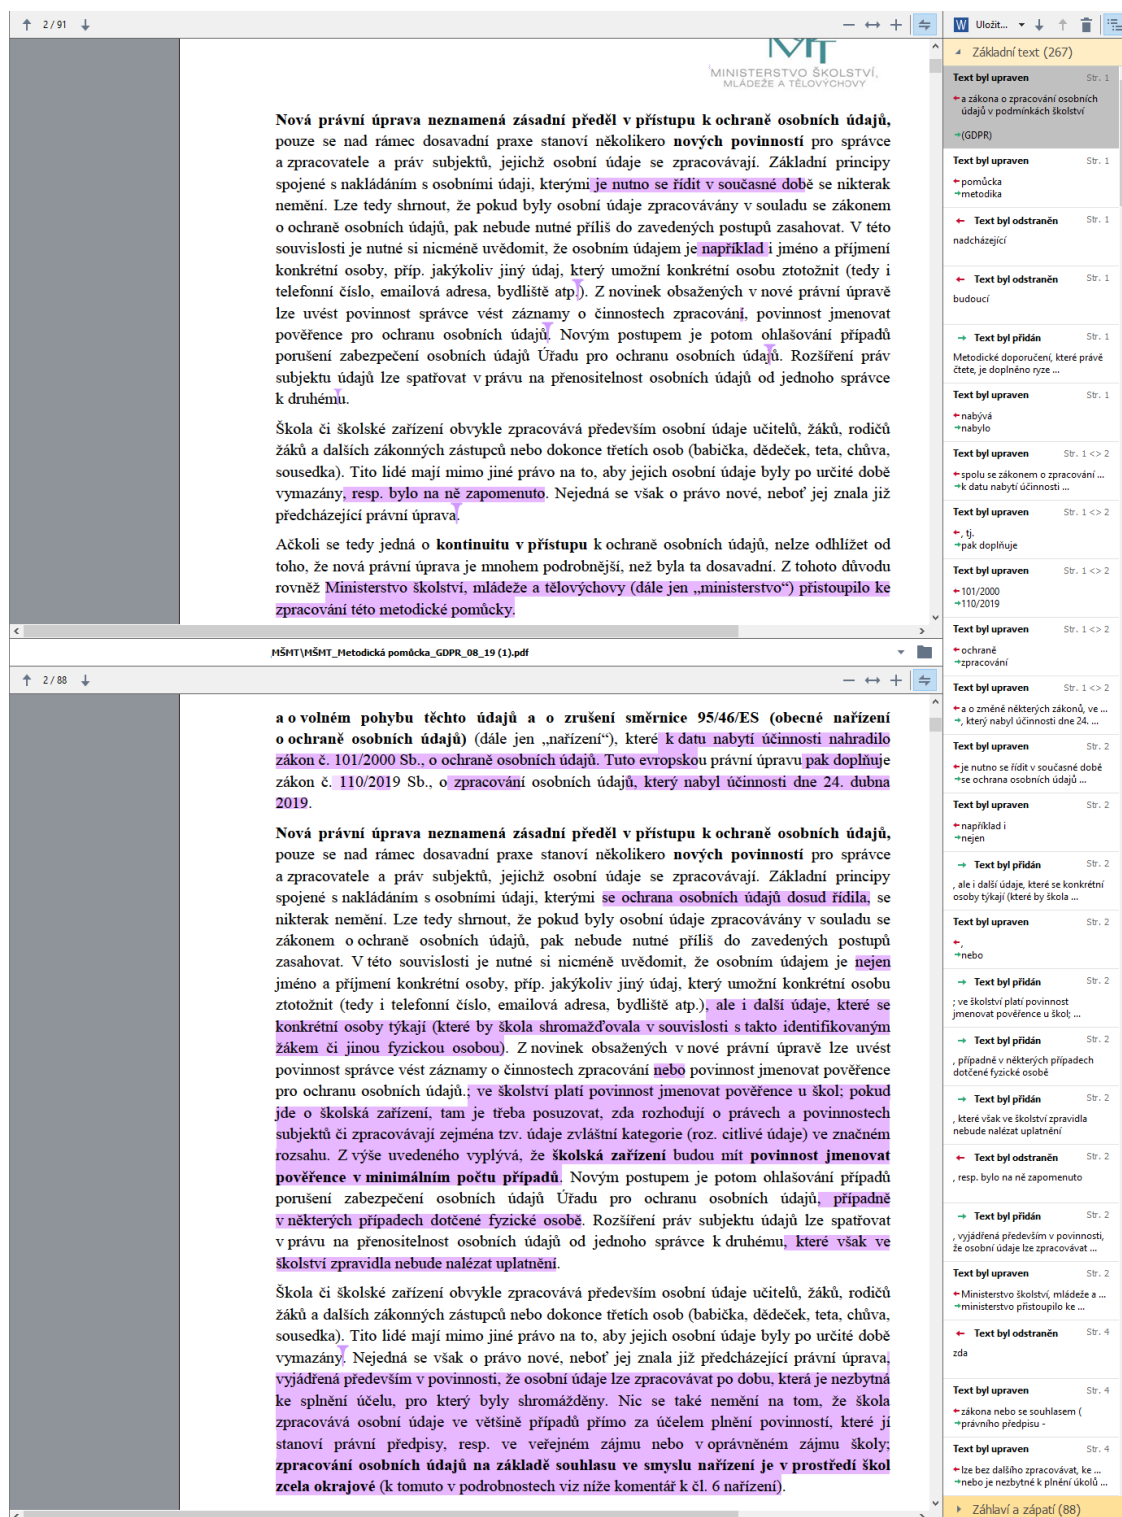 2 / 91
MINISTERSTVO ŠKOLSTVÍ,
MLÁDEŽE A TĚLOVÝCHOVY
Nová právní úprava neznamená zásadní předěl v přístupu k ochraně osobních údajů,
pouze se nad rámec dosavadní praxe stanoví několikero nových povinností pro správce
a zpracovatele a práv subjektů, jejichž osobní údaje se zpracovávají. Základní principy
spojené s nakládáním s osobními údaji, kterými je nutno se řídit v současné době se nikterak
nemění. Lze tedy shrnout, že pokud byly osobní údaje zpracovávány v souladu se zákonem
o ochraně osobních údajů, pak nebude nutné příliš do zavedených postupů zasahovat. V této
souvislosti je nutné si nicméně uvědomit, že osobním údajem je například i jméno a příjmení
konkrétní osoby, příp. jakýkoliv jiný údaj, který umožní konkrétní osobu ztotožnit (tedy i
telefonní číslo, emailová adresa, bydliště atp.). Z novinek obsažených v nové právní úpravě
lze uvést povinnost správce vést záznamy o činnostech zpracování, povinnost jmenovat
pověřence pro ochranu osobních údajů. Novým postupem je potom ohlašování případů
porušení zabezpečení osobních údajů Úřadu pro ochranu osobních údajů. Rozšíření práv
subjektu údajů lze spatřovat v právu na přenositelnost osobních údajů od jednoho správce
k druhému.
Škola či školské zařízení obvykle zpracovává především osobní údaje učitelů, žáků, rodičů
žáků a dalších zákonných zástupců nebo dokonce třetích osob (babička, dědeček, teta, chůva,
sousedka). Tito lidé mají mimo jiné právo na to, aby jejich osobní údaje byly po určité době
vymazány, resp. bylo na ně zapomenuto. Nejedná se však o právo nové, neboť jej znala již
předcházející právní úprava.
Ačkoli se tedy jedná o kontinuitu v přístupu k ochraně osobních údajů, nelze odhlížet od
toho, že nová právní úprava je mnohem podrobnější, než byla ta dosavadní. Z tohoto důvodu
rovněž Ministerstvo školství, mládeže a tělovýchovy (dále jen „ministerstvo“) přistoupilo ke
zpracování této metodické pomůcky.
MŠMT\MŠMT_Metodická pomůcka_GDPR_08_19 (1).pdf
2 / 88
a o volném pohybu těchto údajů a o zrušení směrnice 95/46/ES (obecné nařízení
o ochraně osobních údajů) (dále jen „nařízení“), které k datu nabytí účinnosti nahradilo
zákon č. 101/2000 Sb., o ochraně osobních údajů. Tuto evropskou právní úpravu pak doplňuje
zákon č. 110/2019 Sb., o zpracování osobních údajů, který nabyl účinnosti dne 24. dubna
2019.
Nová právní úprava neznamená zásadní předěl v přístupu k ochraně osobních údajů,
pouze se nad rámec dosavadní praxe stanoví několikero nových povinností pro správce
a zpracovatele a práv subjektů, jejichž osobní údaje se zpracovávají. Základní principy
spojené s nakládáním s osobními údaji, kterými se ochrana osobních údajů dosud řídila, se
nikterak nemění. Lze tedy shrnout, že pokud byly osobní údaje zpracovávány v souladu se
zákonem o ochraně osobních údajů, pak nebude nutné příliš do zavedených postupů
zasahovat. V této souvislosti je nutné si nicméně uvědomit, že osobním údajem je nejen
jméno a příjmení konkrétní osoby, příp. jakýkoliv jiný údaj, který umožní konkrétní osobu
ztotožnit (tedy i telefonní číslo, emailová adresa, bydliště atp.), ale i další údaje, které se
konkrétní osoby týkají (které by škola shromažďovala v souvislosti s takto identifikovaným
žákem či jinou fyzickou osobou). Z novinek obsažených v nové právní úpravě lze uvést
povinnost správce vést záznamy o činnostech zpracování nebo povinnost jmenovat pověřence
pro ochranu osobních údajů.; ve školství platí povinnost jmenovat pověřence u škol; pokud
jde o školská zařízení, tam je třeba posuzovat, zda rozhodují o právech a povinnostech
subjektů či zpracovávají zejména tzv. údaje zvláštní kategorie (roz. citlivé údaje) ve značném
rozsahu. Z výše uvedeného vyplývá, že školská zařízení budou mít povinnost jmenovat
pověřence v minimálním počtu případů. Novým postupem je potom ohlašování případů
porušení zabezpečení osobních údajů Úřadu pro ochranu osobních údajů, případně
v některých případech dotčené fyzické osobě. Rozšíření práv subjektu údajů lze spatřovat
v právu na přenositelnost osobních údajů od jednoho správce k druhému, které však ve
školství zpravidla nebude nalézat uplatnění.
Škola či školské zařízení obvykle zpracovává především osobní údaje učitelů, žáků, rodičů
žáků a dalších zákonných zástupců nebo dokonce třetích osob (babička, dědeček, teta, chůva,
sousedka). Tito lidé mají mimo jiné právo na to, aby jejich osobní údaje byly po určité době
vymazány. Nejedná se však o právo nové, neboť jej znala již předcházející právní úprava,
vyjádřená především v povinnosti, že osobní údaje lze zpracovávat po dobu, která je nezbytná
ke splnění účelu, pro který byly shromážděny. Nic se také nemění na tom, že škola
zpracovává osobní údaje ve většině případů přímo za účelem plnění povinností, které jí
stanoví právní předpisy, resp. ve veřejném zájmu nebo v oprávněném zájmu školy;
zpracování osobních údajů na základě souhlasu ve smyslu nařízení je v prostředí škol
zcela okrajové (k tomuto v podrobnostech viz níže komentář k čl. 6 nařízení).
Uložit...
Základní text (267)
Text byl upraven Str. 1
a zákona o zpracování osobních
údajů v podmínkách školství
(GDPR)
Text byl upraven Str. 1
pomůcka
metodika
Text byl odstraněn Str. 1
nadcházející
Text byl odstraněn Str. 1
budoucí
Text byl přidán Str. 1
Metodické doporučení, které právě
čtete, je doplněno ryze ...
Text byl upraven Str. 1
nabývá
nabylo
Text byl upraven Str. 1 <> 2
spolu se zákonem o zpracování ...
k datu nabytí účinnosti ...
Text byl upraven Str. 1 <> 2
, tj.
pak doplňuje
Text byl upraven Str. 1 <> 2
101/2000
110/2019
Text byl upraven Str. 1 <> 2
ochraně
zpracování
Text byl upraven Str. 1 <> 2
a o změně některých zákonů, ve ...
, který nabyl účinnosti dne 24. ...
Text byl upraven Str. 2
je nutno se řídit v současné době
se ochrana osobních údajů ...
Text byl upraven Str. 2
například i
nejen
Text byl přidán Str. 2
, ale i další údaje, které se konkrétní
osoby týkají (které by škola ...
Text byl upraven Str. 2
,
nebo
Text byl přidán Str. 2
; ve školství platí povinnost
jmenovat pověřence u škol; ...
Text byl přidán Str. 2
, případně v některých případech
dotčené fyzické osobě
Text byl přidán Str. 2
, které však ve školství zpravidla
nebude nalézat uplatnění
Text byl odstraněn Str. 2
, resp. bylo na ně zapomenuto
Text byl přidán Str. 2
, vyjádřená především v povinnosti,
že osobní údaje lze zpracovávat ...
Text byl upraven Str. 2
Ministerstvo školství, mládeže a ...
ministerstvo přistoupilo ke ...
Text byl odstraněn Str. 4
zda
Text byl upraven Str. 4
zákona nebo se souhlasem (
právního předpisu -
Text byl upraven Str. 4
lze bez dalšího zpracovávat, ke ...
nebo je nezbytné k plnění úkolů ...
Záhlaví a zápatí (88)